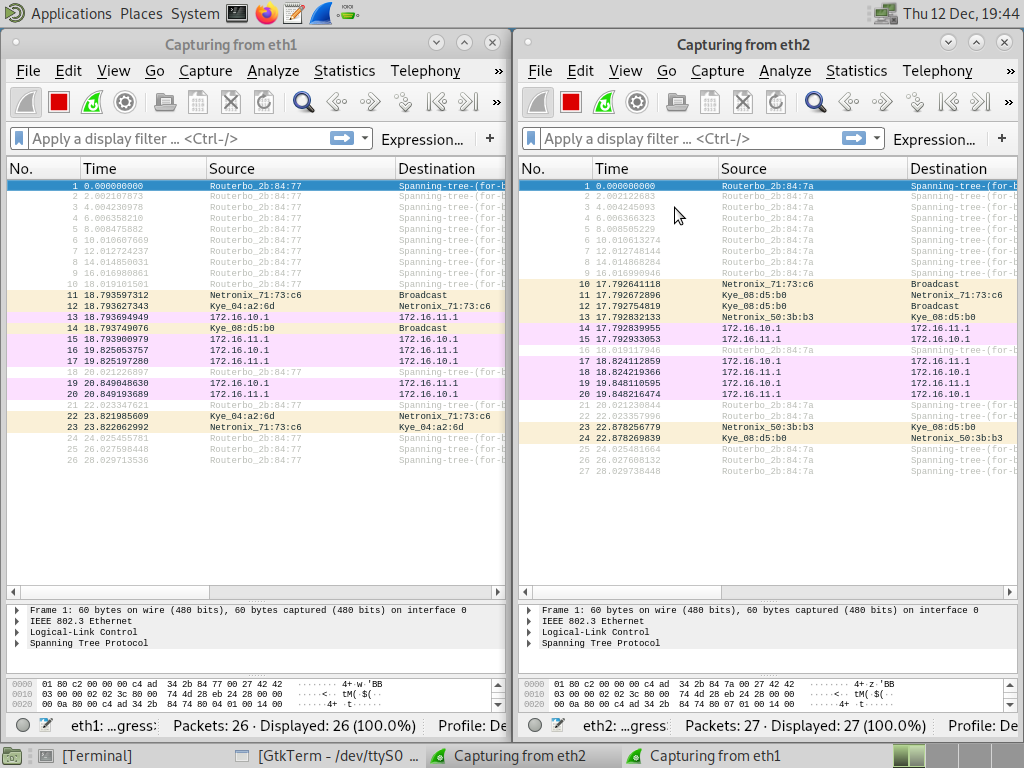 Applications Places System Thu 12 Dec, 19:44
Capturing from eth1
File Edit View Go Capture Analyze Statistics Telephony »
»
Apply a display filter ... <Ctrl-/> Expression... +
No. Time Source Destination
1 0.000000000 Routerbo_2b:84:77 Spanning-tree-(for-b
2 2.002107873 Routerbo_2b:84:77 Spanning-tree-(for-b
3 4.004230978 Routerbo_2b:84:77 Spanning-tree-(for-b
4 6.006358210 Routerbo_2b:84:77 Spanning-tree-(for-b
5 8.008475882 Routerbo_2b:84:77 Spanning-tree-(for-b
6 10.010607669 Routerbo_2b:84:77 Spanning-tree-(for-b
7 12.012724237 Routerbo_2b:84:77 Spanning-tree-(for-b
8 14.014850031 Routerbo_2b:84:77 Spanning-tree-(for-b
9 16.016980861 Routerbo_2b:84:77 Spanning-tree-(for-b
10 18.019101501 Routerbo_2b:84:77 Spanning-tree-(for-b
11 18.793597312 Netronix_71:73:c6 Broadcast
12 18.793627343 Kye_04:a2:6d Netronix_71:73:c6
13 18.793694949 172.16.10.1 172.16.11.1
14 18.793749076 Kye_08:d5:b0 Broadcast
15 18.793900979 172.16.11.1 172.16.10.1
16 19.825053757 172.16.11.1 172.16.10.1
17 19.825197280 172.16.10.1 172.16.11.1
18 20.021226897 Routerbo_2b:84:77 Spanning-tree-(for-b
19 20.849048630 172.16.10.1 172.16.11.1
20 20.849193689 172.16.11.1 172.16.10.1
21 22.023347621 Routerbo_2b:84:77 Spanning-tree-(for-b
22 23.821985609 Kye_04:a2:6d Netronix_71:73:c6
23 23.822062992 Netronix_71:73:c6 Kye_04:a2:6d
24 24.025455781 Routerbo_2b:84:77 Spanning-tree-(for-b
25 26.027598448 Routerbo_2b:84:77 Spanning-tree-(for-b
26 28.029713536 Routerbo_2b:84:77 Spanning-tree-(for-b
Frame 1: 60 bytes on wire (480 bits), 60 bytes captured (480 bits) on interface 0
IEEE 802.3 Ethernet
Logical-Link Control
Spanning Tree Protocol
0000 01 80 c2 00 00 00 c4 ad 34 2b 84 77 00 27 42 42 ········ 4+·w·'BB
0010 03 00 00 02 02 3c 80 00 74 4d 28 eb 24 28 00 00 ·····<·· tM(·$(··
0020 00 0a 80 00 c4 ad 34 2b 84 74 80 04 01 00 14 00 ······4+ ·t······
eth1: ...gress: Packets: 26 · Displayed: 26 (100.0%) Profile: De
Capturing from eth2
File Edit View Go Capture Analyze Statistics Telephony »
»
Apply a display filter ... <Ctrl-/> Expression... +
No. Time Source Destination
1 0.000000000 Routerbo_2b:84:7a Spanning-tree-(for-b
2 2.002122683 Routerbo_2b:84:7a Spanning-tree-(for-b
3 4.004245093 Routerbo_2b:84:7a Spanning-tree-(for-b
4 6.006366323 Routerbo_2b:84:7a Spanning-tree-(for-b
5 8.008505229 Routerbo_2b:84:7a Spanning-tree-(for-b
6 10.010613274 Routerbo_2b:84:7a Spanning-tree-(for-b
7 12.012748144 Routerbo_2b:84:7a Spanning-tree-(for-b
8 14.014868284 Routerbo_2b:84:7a Spanning-tree-(for-b
9 16.016990946 Routerbo_2b:84:7a Spanning-tree-(for-b
10 17.792641118 Netronix_71:73:c6 Broadcast
11 17.792672896 Kye_08:d5:b0 Netronix_71:73:c6
12 17.792754819 Kye_08:d5:b0 Broadcast
13 17.792832133 Netronix_50:3b:b3 Kye_08:d5:b0
14 17.792839955 172.16.10.1 172.16.11.1
15 17.792933053 172.16.11.1 172.16.10.1
16 18.019117946 Routerbo_2b:84:7a Spanning-tree-(for-b
17 18.824112859 172.16.10.1 172.16.11.1
18 18.824219366 172.16.11.1 172.16.10.1
19 19.848110595 172.16.10.1 172.16.11.1
20 19.848216474 172.16.11.1 172.16.10.1
21 20.021230844 Routerbo_2b:84:7a Spanning-tree-(for-b
22 22.023357996 Routerbo_2b:84:7a Spanning-tree-(for-b
23 22.878256779 Netronix_50:3b:b3 Kye_08:d5:b0
24 22.878269839 Kye_08:d5:b0 Netronix_50:3b:b3
25 24.025481664 Routerbo_2b:84:7a Spanning-tree-(for-b
26 26.027608132 Routerbo_2b:84:7a Spanning-tree-(for-b
27 28.029738448 Routerbo_2b:84:7a Spanning-tree-(for-b
Frame 1: 60 bytes on wire (480 bits), 60 bytes captured (480 bits) on interface 0
IEEE 802.3 Ethernet
Logical-Link Control
Spanning Tree Protocol
0000 01 80 c2 00 00 00 c4 ad 34 2b 84 7a 00 27 42 42 ········ 4+·z·'BB
0010 03 00 00 02 02 3c 80 00 74 4d 28 eb 24 28 00 00 ·····<·· tM(·$(··
0020 00 0a 80 00 c4 ad 34 2b 84 74 80 07 01 00 14 00 ······4+ ·t······
eth2: ...gress: Packets: 27 · Displayed: 27 (100.0%) Profile: De
[Terminal] [GtkTerm - /dev/ttyS0 ... Capturing from eth2 Capturing from eth1